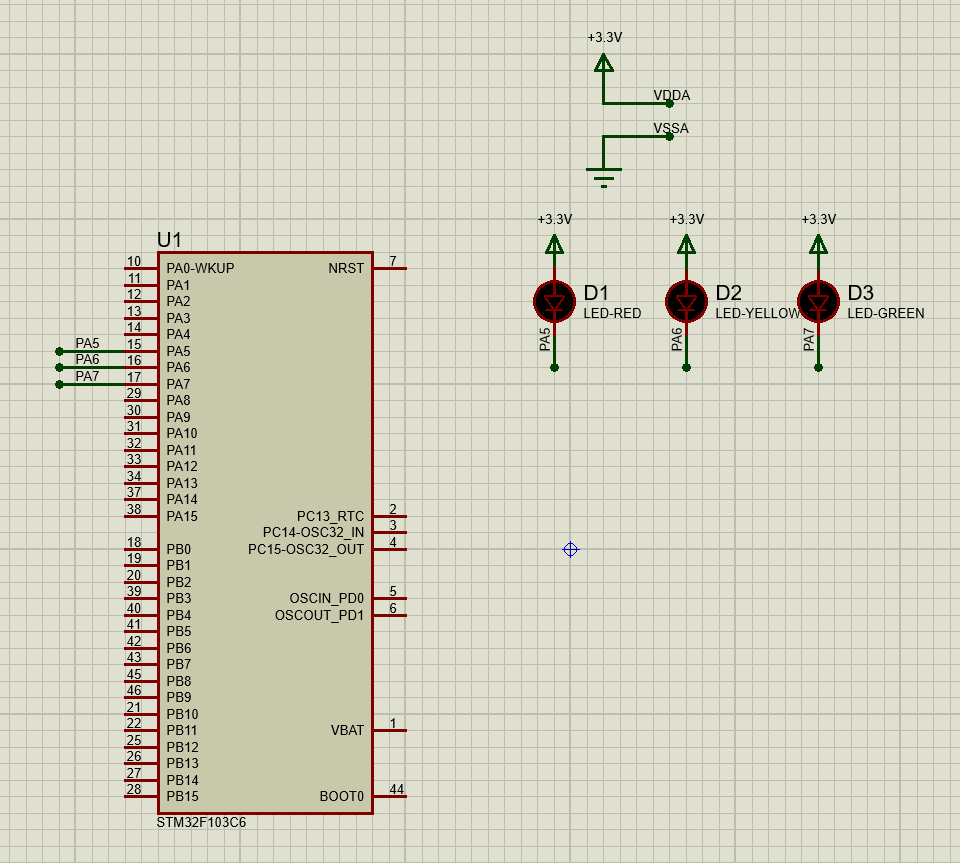 +3.3V
VDDA
VSSA
+3.3V
+3.3V
+3.3V
D1
LED-RED
PA5
D2
LED-YELLOW
PA6
D3
LED-GREEN
PA7
U1
10 PA0-WKUP NRST 7
11 PA1
12 PA2
13 PA3
14 PA4
PA5 15 PA5
PA6 16 PA6
PA7 17 PA7
29 PA8
30 PA9
31 PA10
32 PA11
33 PA12
34 PA13
37 PA14
38 PA15 PC13_RTC 2
PC14-OSC32_IN 3
18 PB0 PC15-OSC32_OUT 4
19 PB1
20 PB2
39 PB3 OSCIN_PD0 5
40 PB4 OSCOUT_PD1 6
41 PB5
42 PB6
43 PB7
45 PB8
46 PB9
21 PB10
22 PB11 VBAT 1
25 PB12
26 PB13
27 PB14
28 PB15 BOOT0 44
STM32F103C6